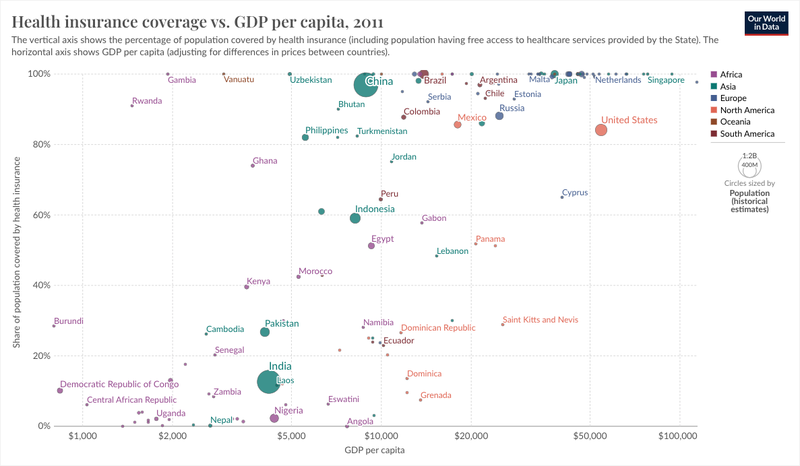 Health insurance coverage vs. GDP per capita, 2011
Our World
in Data
The vertical axis shows the percentage of population covered by health insurance (including population having free access to healthcare services provided by the State). The
horizontal axis shows GDP per capita (adjusting for differences in prices between countries).
100%
80%
60%
40%
20%
0%
Share of population covered by health insurance
Gambia
Vanuatu
Uzbekistan
China
Brazil
Argentina
Malta
Japan
Netherlands
Singapore
Rwanda
Bhutan
Serbia
Chile
Estonia
Colombia
Mexico
Russia
United States
Philippines
Turkmenistan
Ghana
Jordan
Peru
Cyprus
Indonesia
Gabon
Egypt
Panama
Lebanon
Morocco
Kenya
Burundi
Cambodia
Pakistan
Namibia
Dominican Republic
Saint Kitts and Nevis
Senegal
Ecuador
India
Laos
Dominica
Democratic Republic of Congo
Central African Republic
Zambia
Eswatini
Grenada
Uganda
Nepal
Nigeria
Angola
$1,000
$2,000
$5,000
$10,000
$20,000
$50,000
$100,000
GDP per capita
Africa
Asia
Europe
North America
Oceania
South America
1:2B
400M
Circles sized by
Population
(historical
estimates)